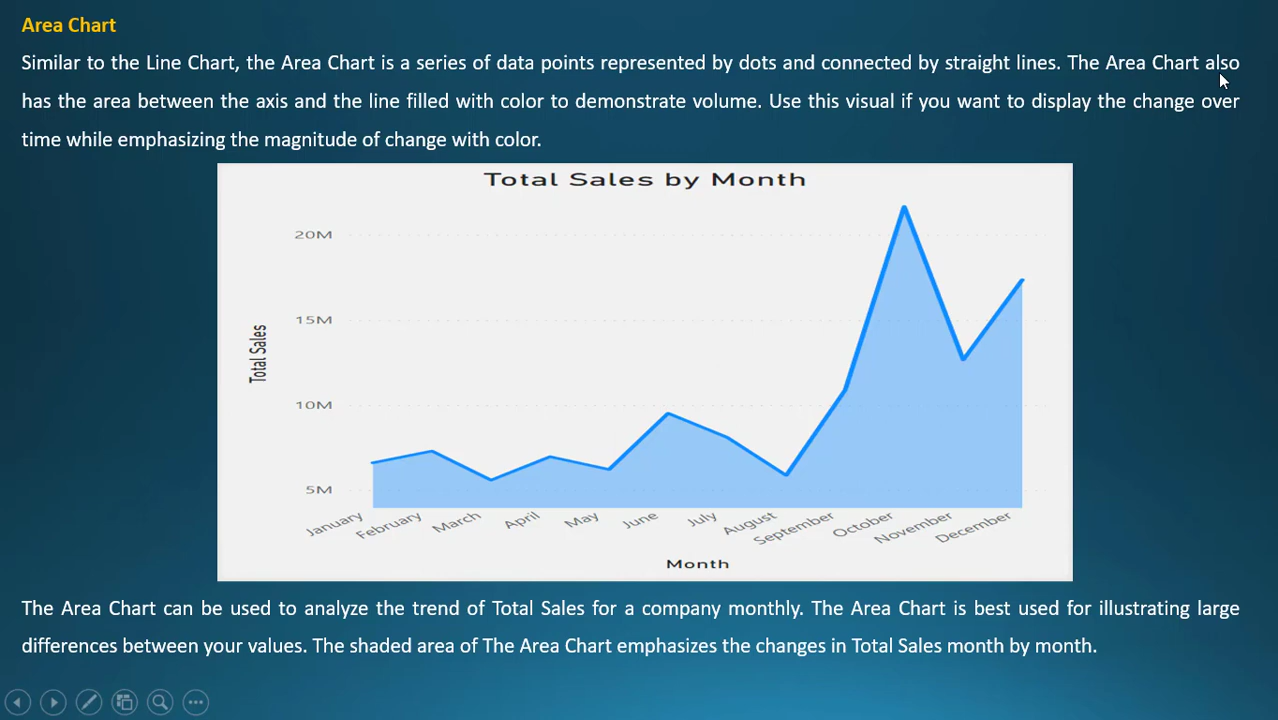 Area Chart
Similar to the Line Chart, the Area Chart is a series of data points represented by dots and connected by straight lines. The Area Chart also
has the area between the axis and the line filled with color to demonstrate volume. Use this visual if you want to display the change over
time while emphasizing the magnitude of change with color.
Total Sales by Month
20M
15M
10M
5M
Total Sales
January
February
March
April
May
June
July
August
September
October
November
December
Month
The Area Chart can be used to analyze the trend of Total Sales for a company monthly. The Area Chart is best used for illustrating large
differences between your values. The shaded area of The Area Chart emphasizes the changes in Total Sales month by month.